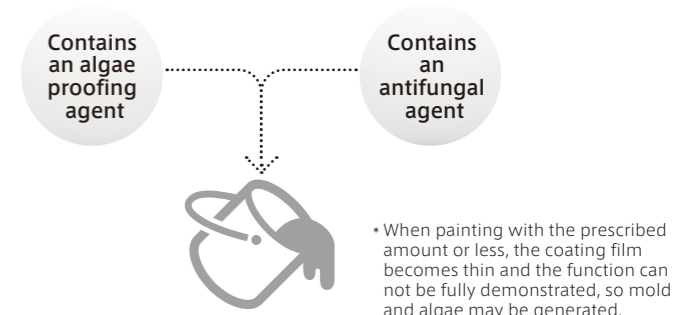 Contains
an algae
proofing
agent
Contains
an
antifungal
agent
* When painting with the prescribed
amount or less, the coating film
becomes thin and the function can
not be fully demonstrated, so mold
and algae may be generated.